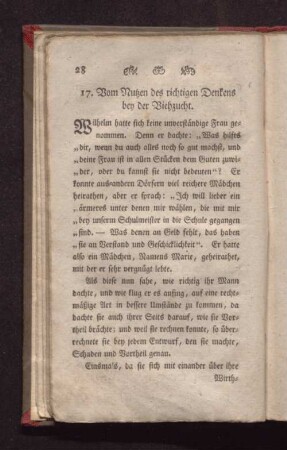 28
17. Vom Nutzen des richtigen Denkens
bey der Viehzucht.
Wilhelm hatte sich keine unverständige Frau ge-
nommen. Denn er dachte: „Was hilfts
„dir, wenn du auch alles noch so gut machst, und
„deine Frau ist in allen Stücken dem Guten zuwi-
„der, oder du kannst sie nicht bedeuten“! Er
konnte aus andern Dörfern viel reichere Mädchen
heirathen, aber er sprach: „Ich will lieber ein
„ärmeres unter denen mir wählen, die mit mir
„bey unserm Schulmeister in die Schule gegangen
„sind. — Was denen an Geld fehlt, das haben
„sie an Verstand und Geschicklichkeit“. Er hatte
also ein Mädchen, Namens Marie, geheirathet,
mit der er sehr vergnügt lebte.
Als diese nun sahe, wie richtig ihr Mann
dachte, und wie klug er es anfing, auf eine recht-
mäßige Art in bessere Umstände zu kommen, da
dachte sie auch ihrer Seits darauf, wie sie Vor-
theil brächte; und weil sie rechnen konnte, so über-
rechnete sie bey jedem Entwurf, den sie machte,
Schaden und Vortheil genau.
Einsmals, da sie sich mit einander über ihre
Wirth-